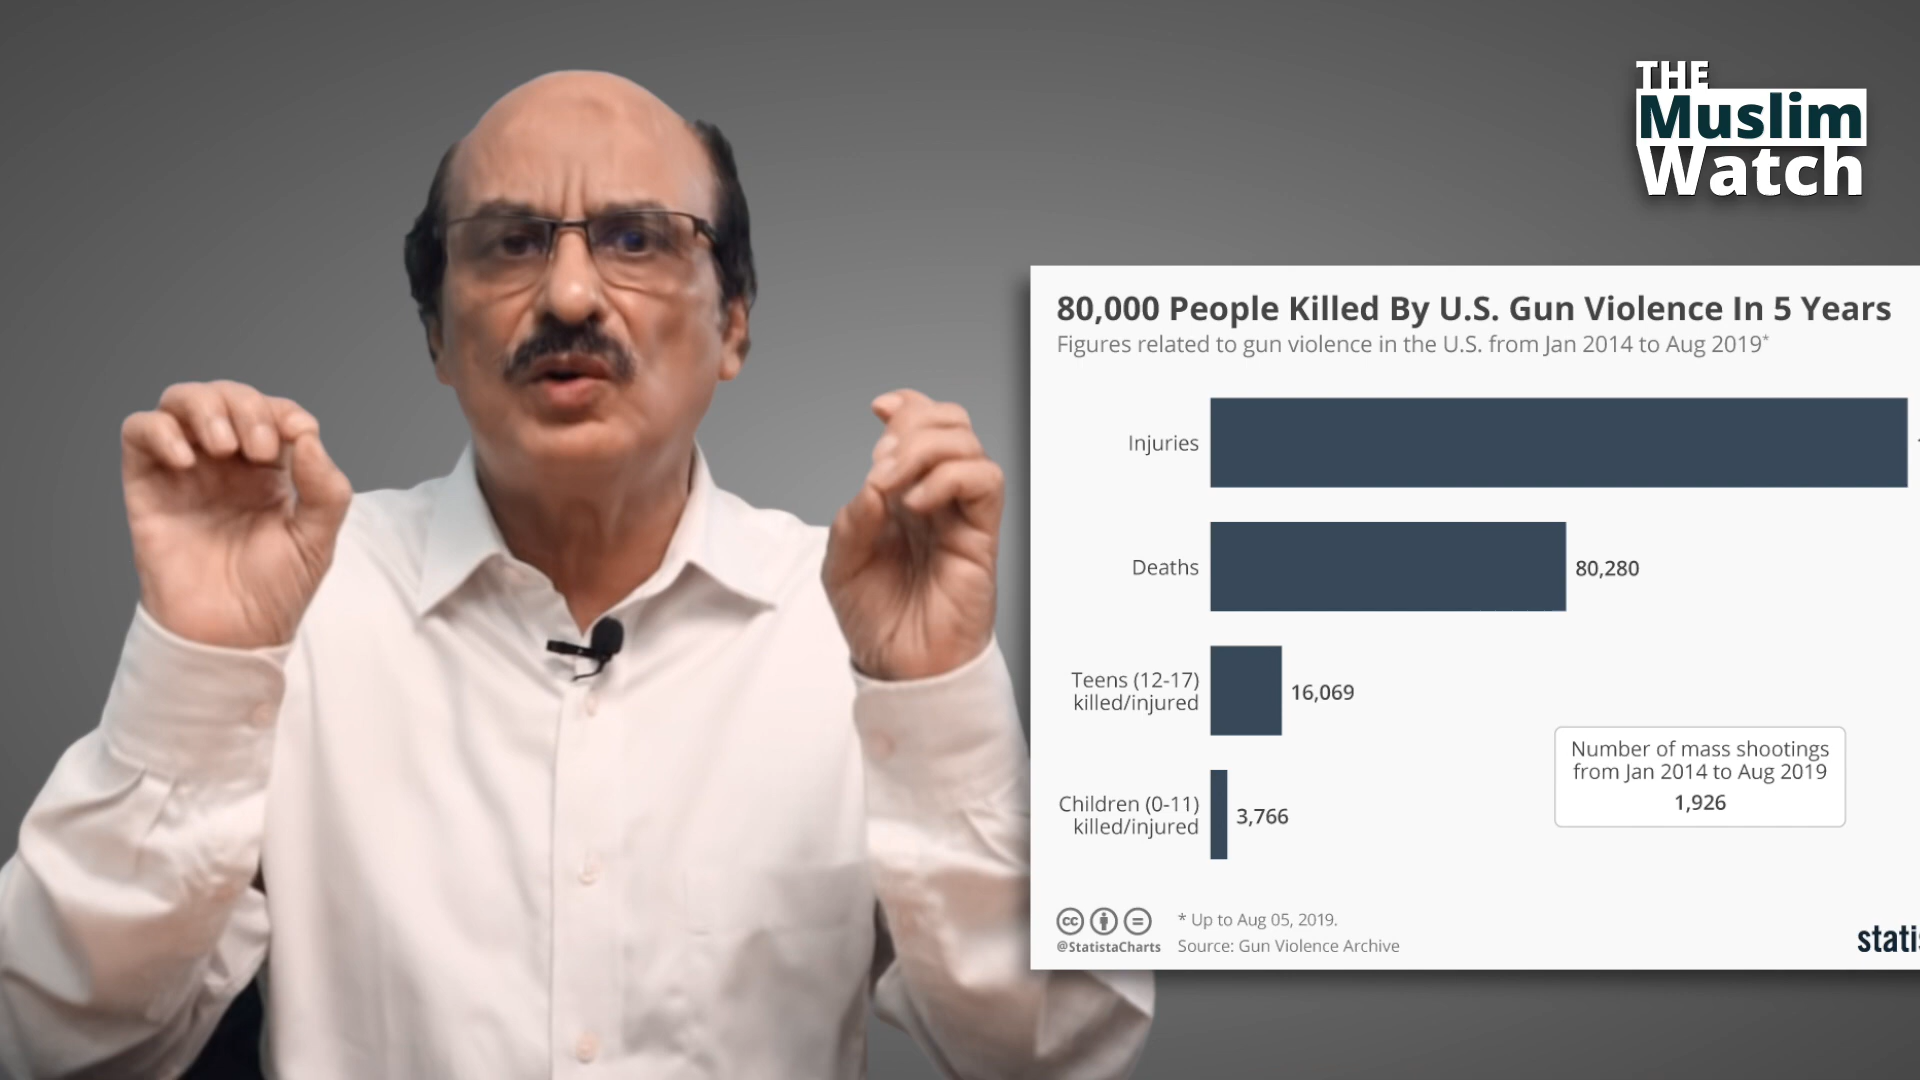 THE
Muslim
Watch
80,000 People Killed By U.S. Gun Violence In 5 Years
Figures related to gun violence in the U.S. from Jan 2014 to Aug 2019*
Injuries
Deaths
80,280
Teens (12-17)
killed/injured
16,069
Children (0-11)
killed/injured
3,766
Number of mass shootings
from Jan 2014 to Aug 2019
1,926
* Up to Aug 05, 2019.
@StatistaCharts
Source: Gun Violence Archive